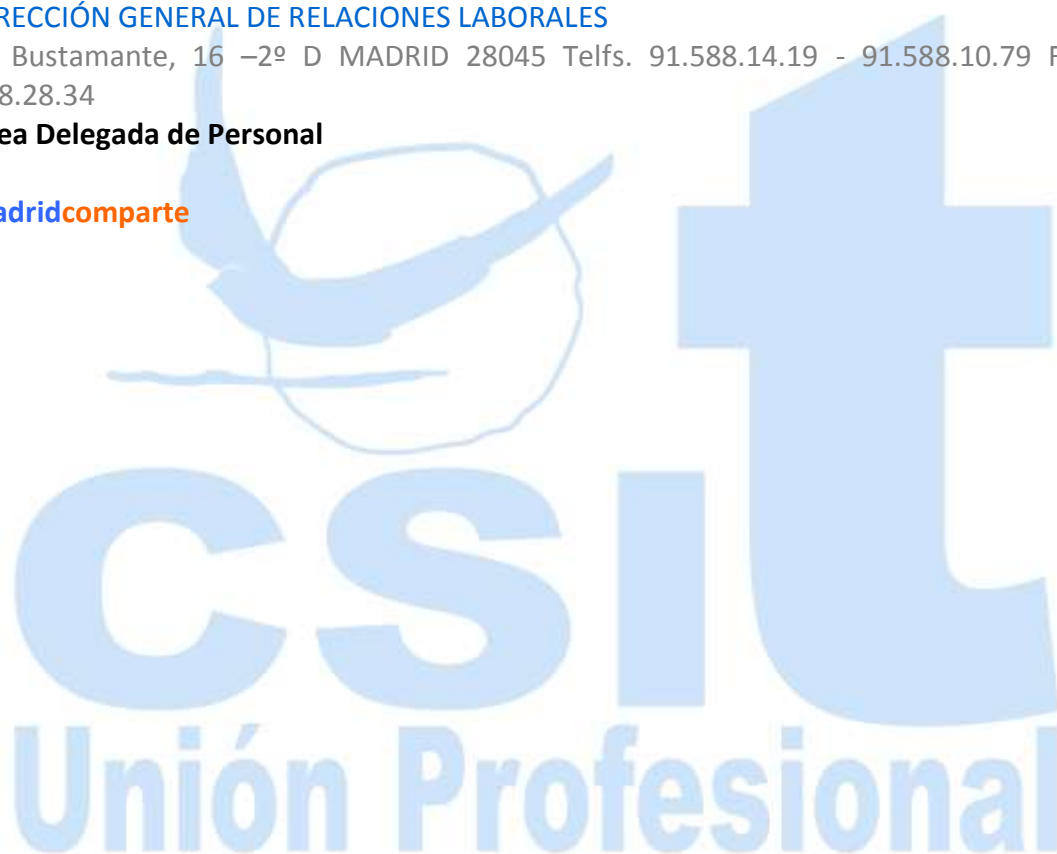 RECCIÓN GENERAL DE RELACIONES LABORALES
Bustamante, 16 –2º D MADRID 28045 Telfs. 91.588.14.19 - 91.588.10.79 F
8.28.34
ea Delegada de Personal
adridcomparte
csit
Unión Profesional